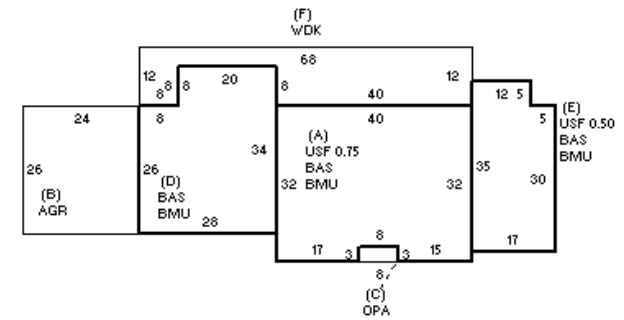 (F)
WDK
68
12 20 12
8 8 8 8
12 5
40
24 8 40 5
(E)
USF 0.50
BAS
BMU
(A)
USF 0.75
BAS
BMU
34
35
26 26 32 32 30
(B)
AGR
(D)
BAS
BMU
28
8
17 3 3 15 17
8
(C)
OPA